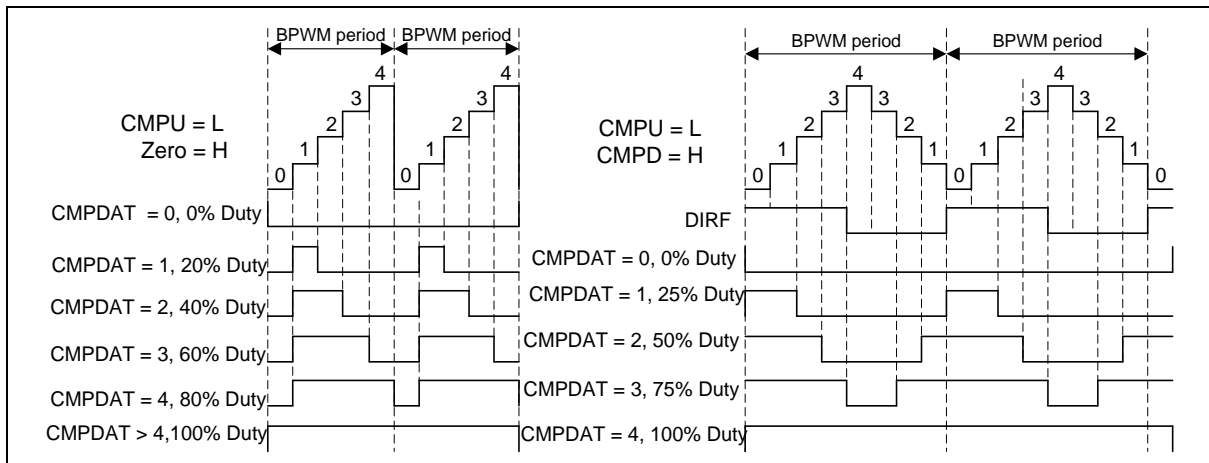 BPWM period
BPWM period
4
4
3
3
2
2
1
1
0
0
CMPU = L
Zero = H
CMPDAT = 0, 0% Duty
CMPDAT = 1, 20% Duty
CMPDAT = 2, 40% Duty
CMPDAT = 3, 60% Duty
CMPDAT = 4, 80% Duty
CMPDAT > 4,100% Duty
BPWM period
BPWM period
4
4
3
3
3
3
2
2
2
2
1
1
1
1
0
0
0
CMPU = L
CMPD = H
DIRF
CMPDAT = 0, 0% Duty
CMPDAT = 1, 25% Duty
CMPDAT = 2, 50% Duty
CMPDAT = 3, 75% Duty
CMPDAT = 4, 100% Duty